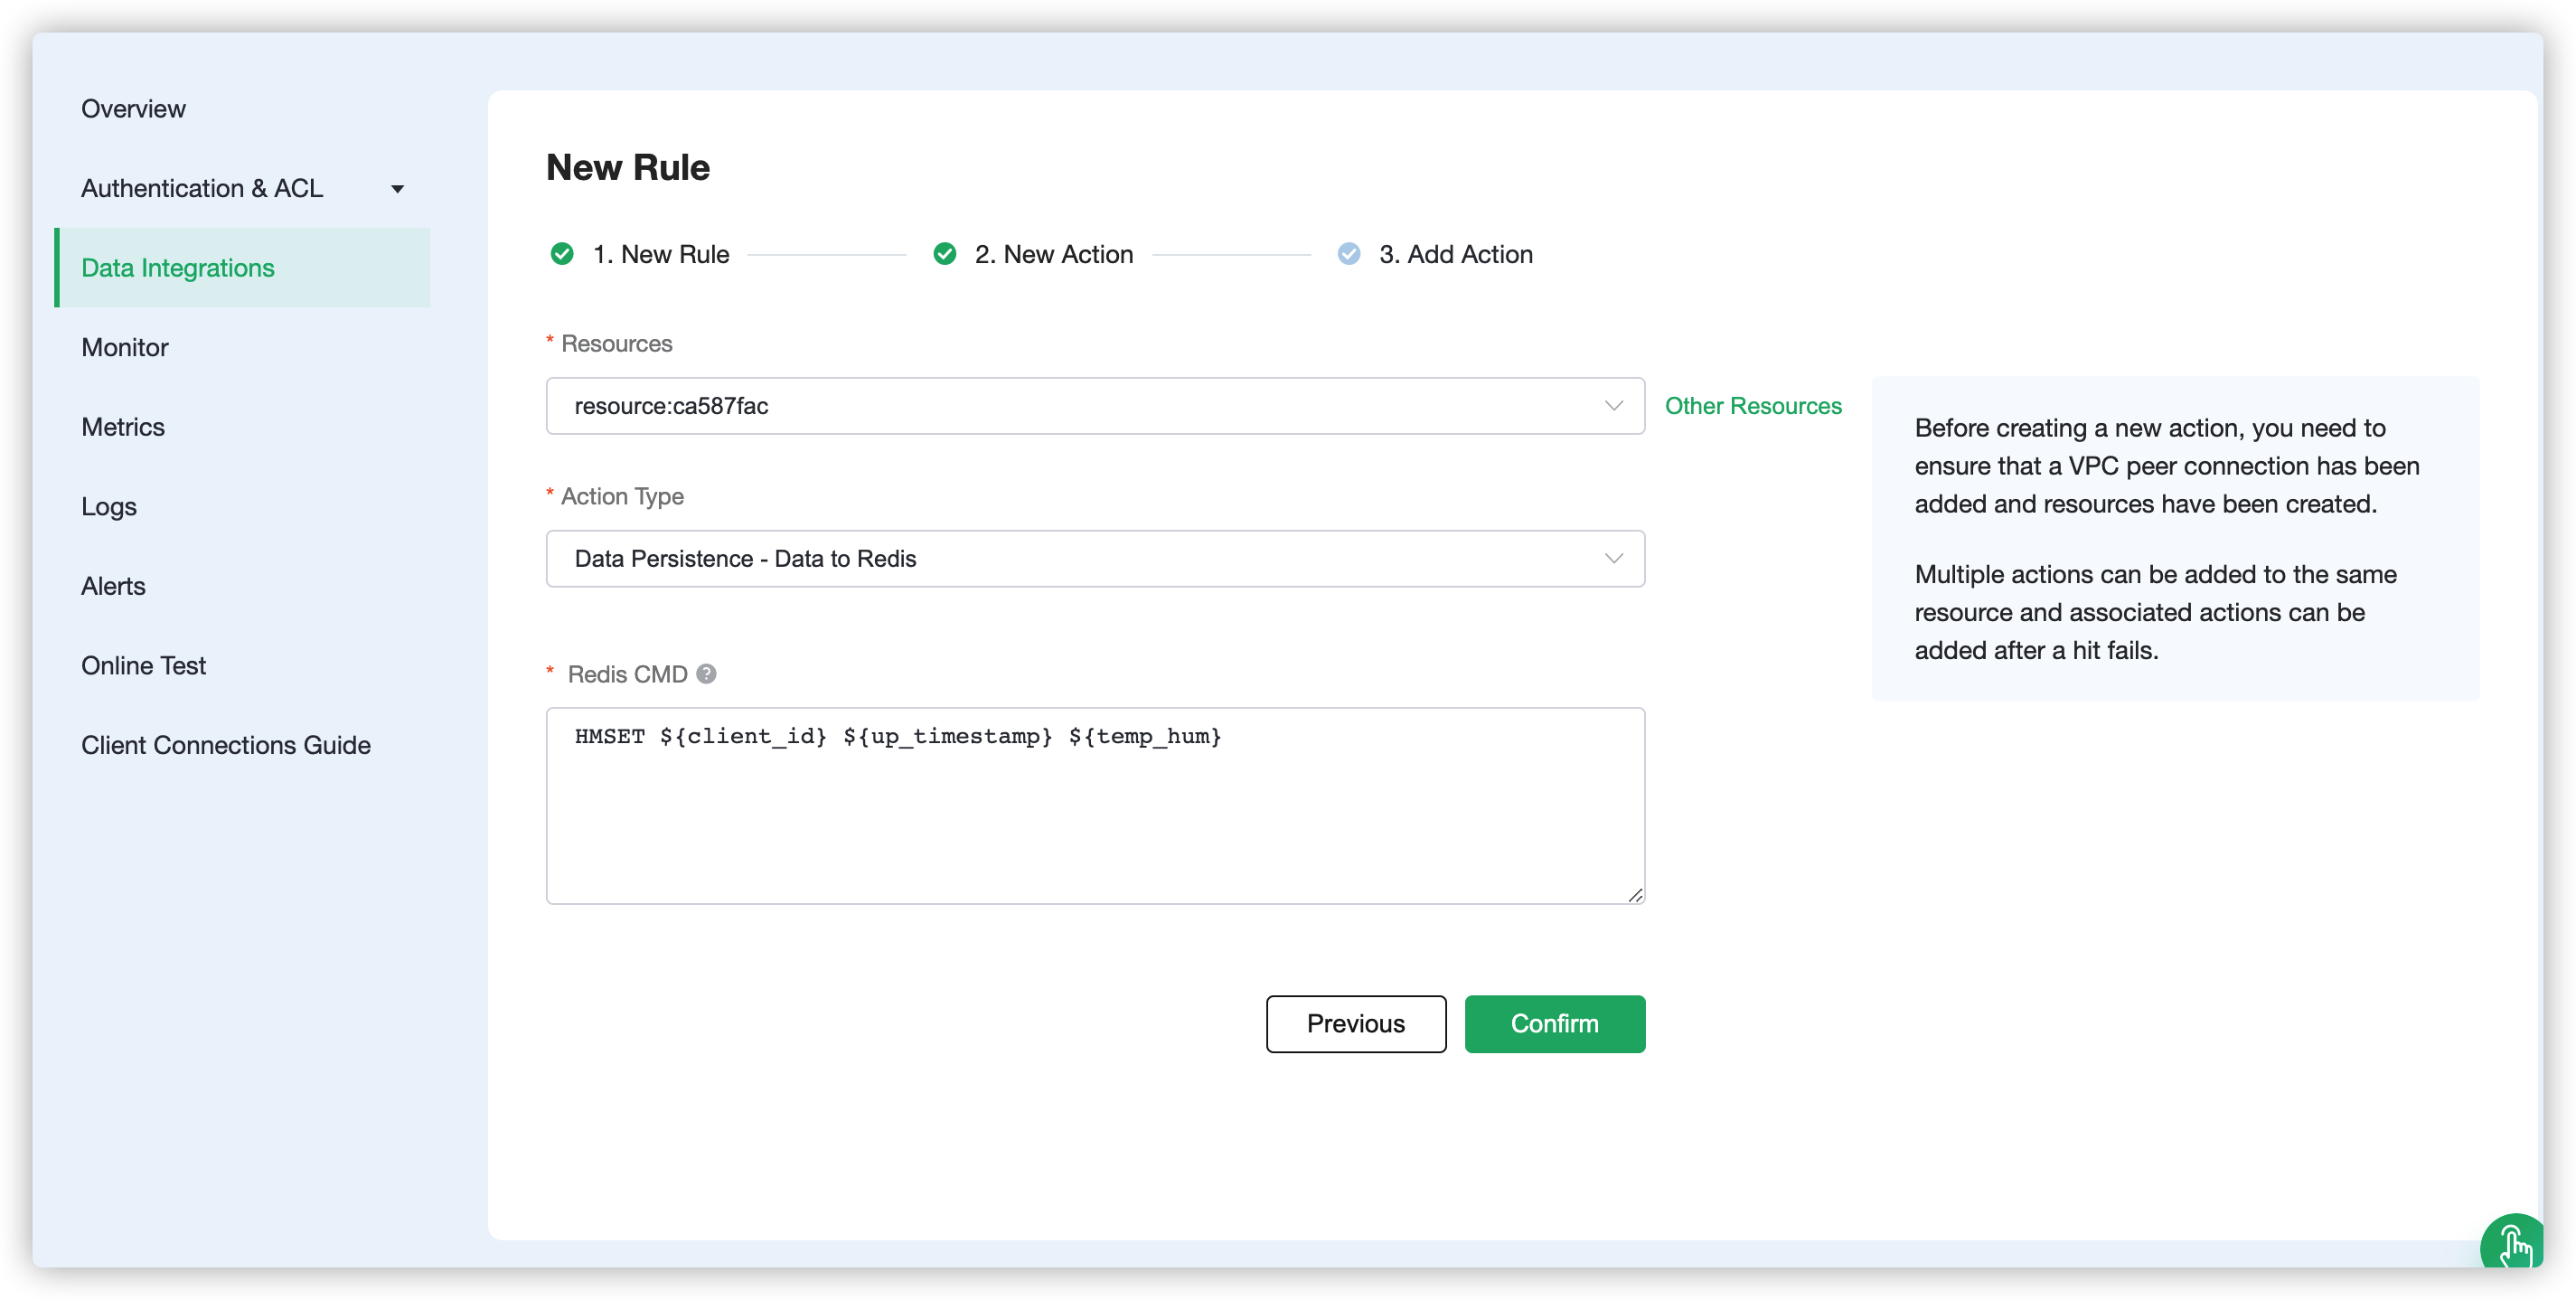 Overview
Authentication & ACL
Data Integrations
Monitor
Metrics
Logs
Alerts
Online Test
Client Connections Guide
New Rule
1. New Rule
2. New Action
3. Add Action
* Resources
resource:ca587fac
Other Resources
* Action Type
Data Persistence - Data to Redis
* Redis CMD ?
HMSET ${client_id} ${up_timestamp} ${temp_hum}
Previous
Confirm
Before creating a new action, you need to
ensure that a VPC peer connection has been
added and resources have been created.
Multiple actions can be added to the same
resource and associated actions can be
added after a hit fails.